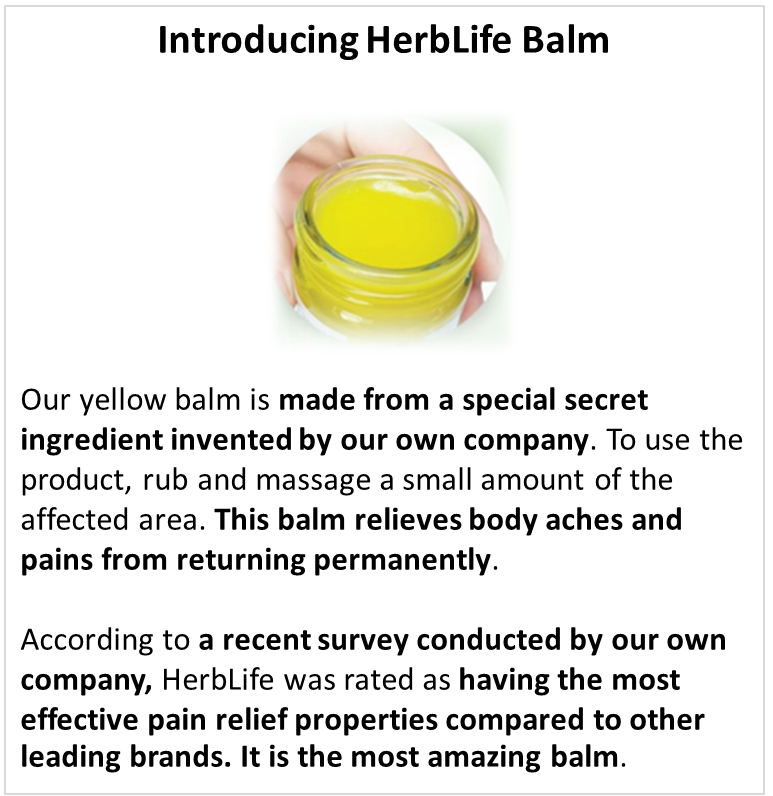 Introducing HerbLife Balm
Our yellow balm is made from a special secret
ingredient invented by our own company. To use the
product, rub and massage a small amount of the
affected area. This balm relieves body aches and
pains from returning permanently.
According to a recent survey conducted by our own
company, HerbLife was rated as having the most
effective pain relief properties compared to other
leading brands. It is the most amazing balm.